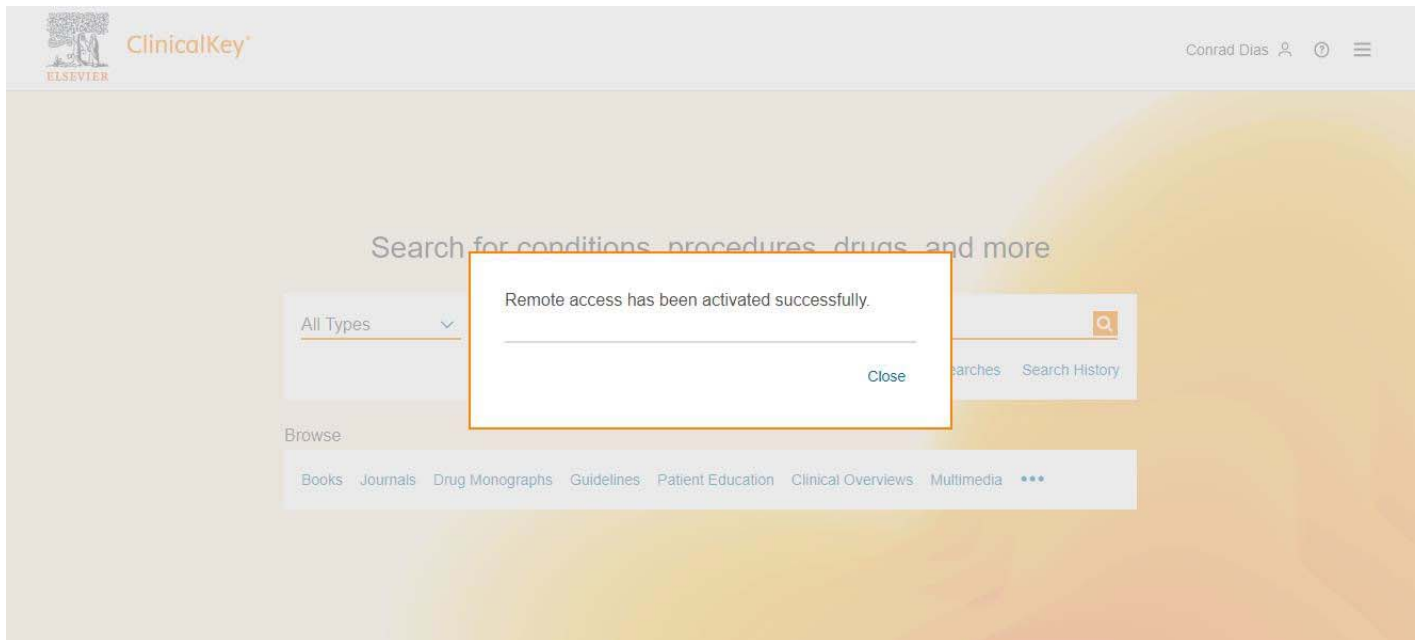 ClinicalKey®
ELSEVIER
Conrad Dias
Search for conditions, procedures, drugs, and more
Remote access has been activated successfully.
All Types
Close
earches Search History
Browse
Books Journals Drug Monographs Guidelines Patient Education Clinical Overviews Multimedia •••